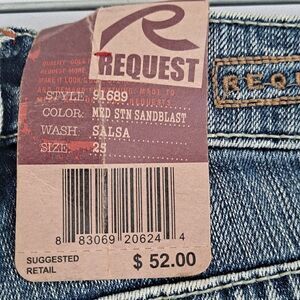 R
REQUEST
STYLE: 91689
COLOR: MED STN SANDBLAST
WASH: SALSA
SIZE: 25
8 83069 20624 4
SUGGESTED
RETAIL
$ 52.00
REQ